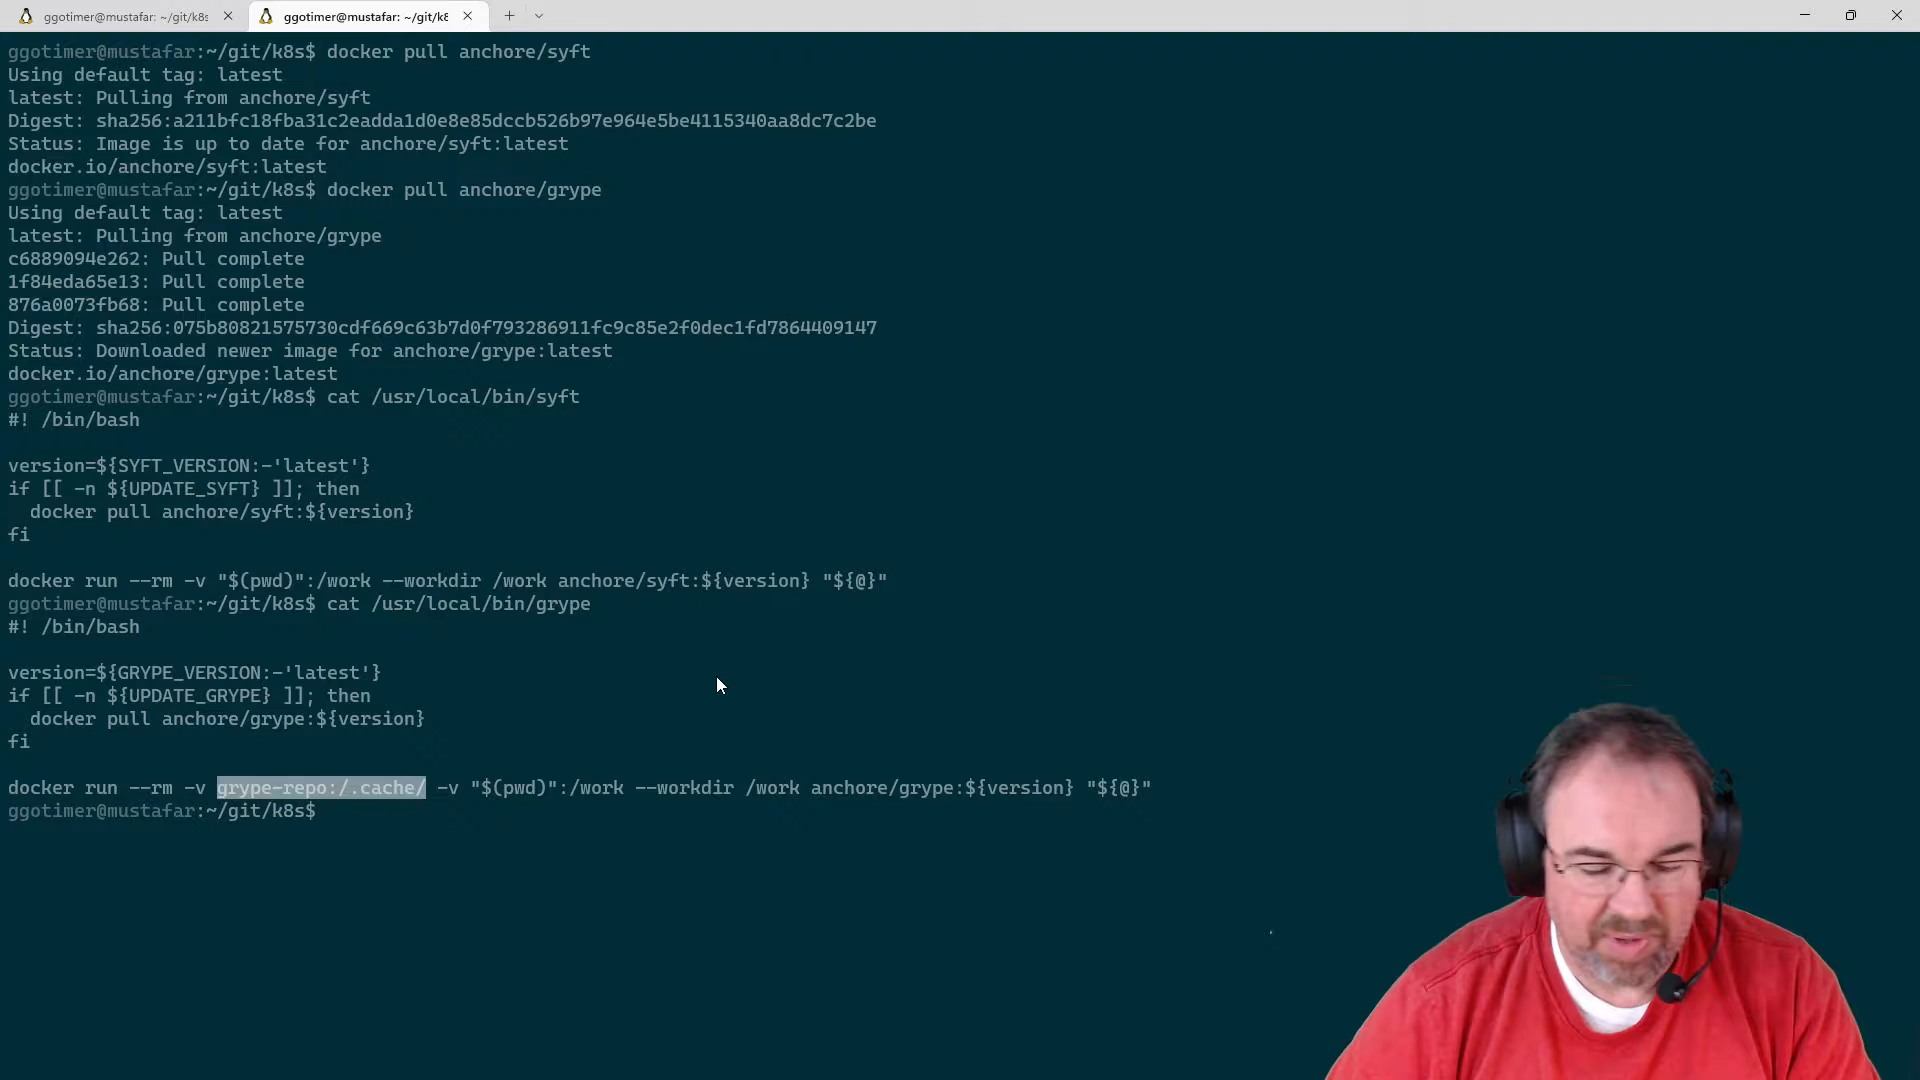 ggotimer@mustafar: ~/git/k8s
ggotimer@mustafar: ~/git/k8
ggotimer@mustafar:~/git/k8s$ docker pull anchore/syft
Using default tag: latest
latest: Pulling from anchore/syft
Digest: sha256:a211bfc18fba31c2eadda1d0e8e85dccb526b97e964e5be4115340aa8dc7c2be
Status: Image is up to date for anchore/syft:latest
docker.io/anchore/syft:latest
ggotimer@mustafar:~/git/k8s$ docker pull anchore/grype
Using default tag: latest
latest: Pulling from anchore/grype
c6889094e262: Pull complete
1f84eda65e13: Pull complete
876a0073fb68: Pull complete
Digest: sha256:075b80821575730cdf669c63b7d0f793286911fc9c85e2f0dec1fd7864409147
Status: Downloaded newer image for anchore/grype:latest
docker.io/anchore/grype:latest
ggotimer@mustafar:~/git/k8s$ cat /usr/local/bin/syft
#! /bin/bash
version=${SYFT_VERSION:-'latest'}
if [[ -n ${UPDATE_SYFT} ]]; then
  docker pull anchore/syft:${version}
fi
docker run --rm -v "$(pwd)":/work --workdir /work anchore/syft:${version} "${@}"
ggotimer@mustafar:~/git/k8s$ cat /usr/local/bin/grype
#! /bin/bash
version=${GRYPE_VERSION:-'latest'}
if [[ -n ${UPDATE_GRYPE} ]]; then
  docker pull anchore/grype:${version}
fi
docker run --rm -v grype-repo:/.cache/ -v "$(pwd)":/work --workdir /work anchore/grype:${version} "${@}"
ggotimer@mustafar:~/git/k8s$